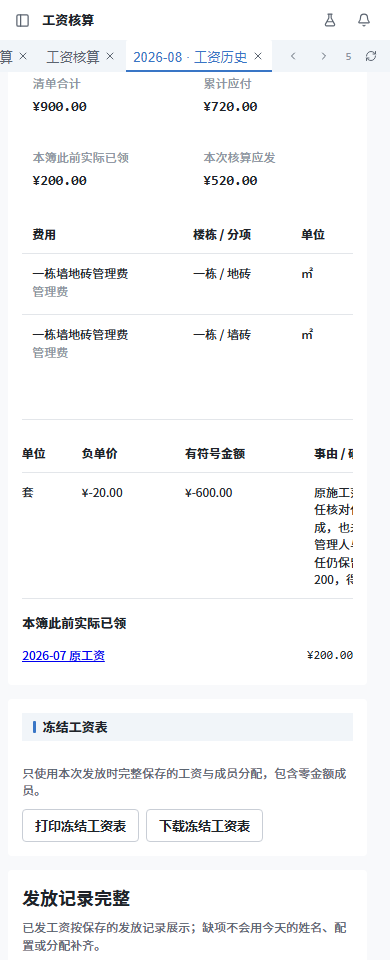 工资核算
算 × 工资核算 × 2026-08 · 工资历史 × 5
清单合计 累计应付
¥900.00 ¥720.00
本簿此前实际已领 本次核算应发
¥200.00 ¥520.00
费用 楼栋 / 分项 单位
一栋墙地砖管理费 一栋 / 地砖 ㎡
管理费
一栋墙地砖管理费 一栋 / 墙砖 ㎡
管理费
单位 负单价 有符号金额 事由 /
套 ¥-20.00 ¥-600.00 原施工
任核对
成，也
管理人
任仍保
200，得
本簿此前实际已领
2026-07 原工资 ¥200.00
冻结工资表
只使用本次发放时完整保存的工资与成员分配，包含零金额成
员。
打印冻结工资表 下载冻结工资表
发放记录完整
已发工资按保存的发放记录展示；缺项不会用今天的姓名、配
置或分配补齐。